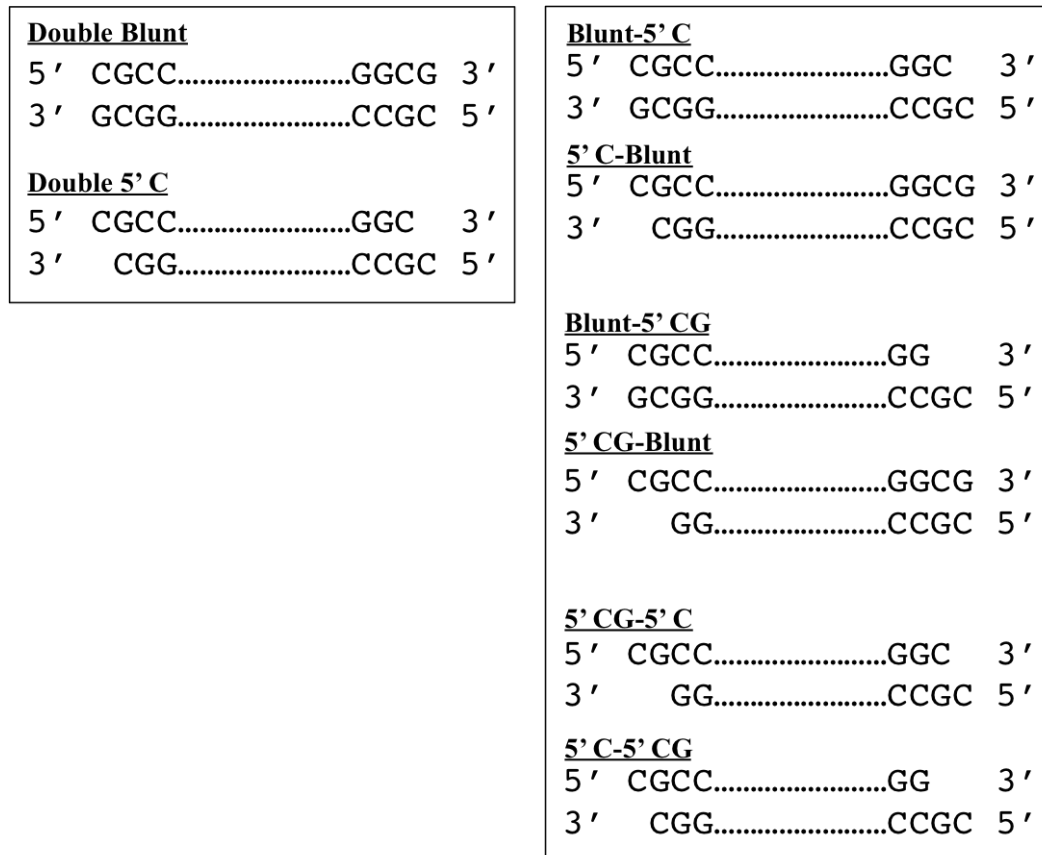 Double Blunt
5′ CGCC........................GGCG 3′
3′ GCGG........................CCGC 5′
Double 5’ C
5′ CGCC........................GGC 3′
3′ CGG........................CCGC 5′
Blunt-5’ C
5′ CGCC........................GGC 3′
3′ GCGG........................CCGC 5′
5’ C-Blunt
5′ CGCC........................GGCG 3′
3′ CGG........................CCGC 5′
Blunt-5’ CG
5′ CGCC........................GG 3′
3′ GCGG........................CCGC 5′
5’ CG-Blunt
5′ CGCC........................GGCG 3′
3′ GG........................CCGC 5′
5’ CG-5’ C
5′ CGCC........................GGC 3′
3′ GG........................CCGC 5′
5’ C-5’ CG
5′ CGCC........................GG 3′
3′ CGG........................CCGC 5′